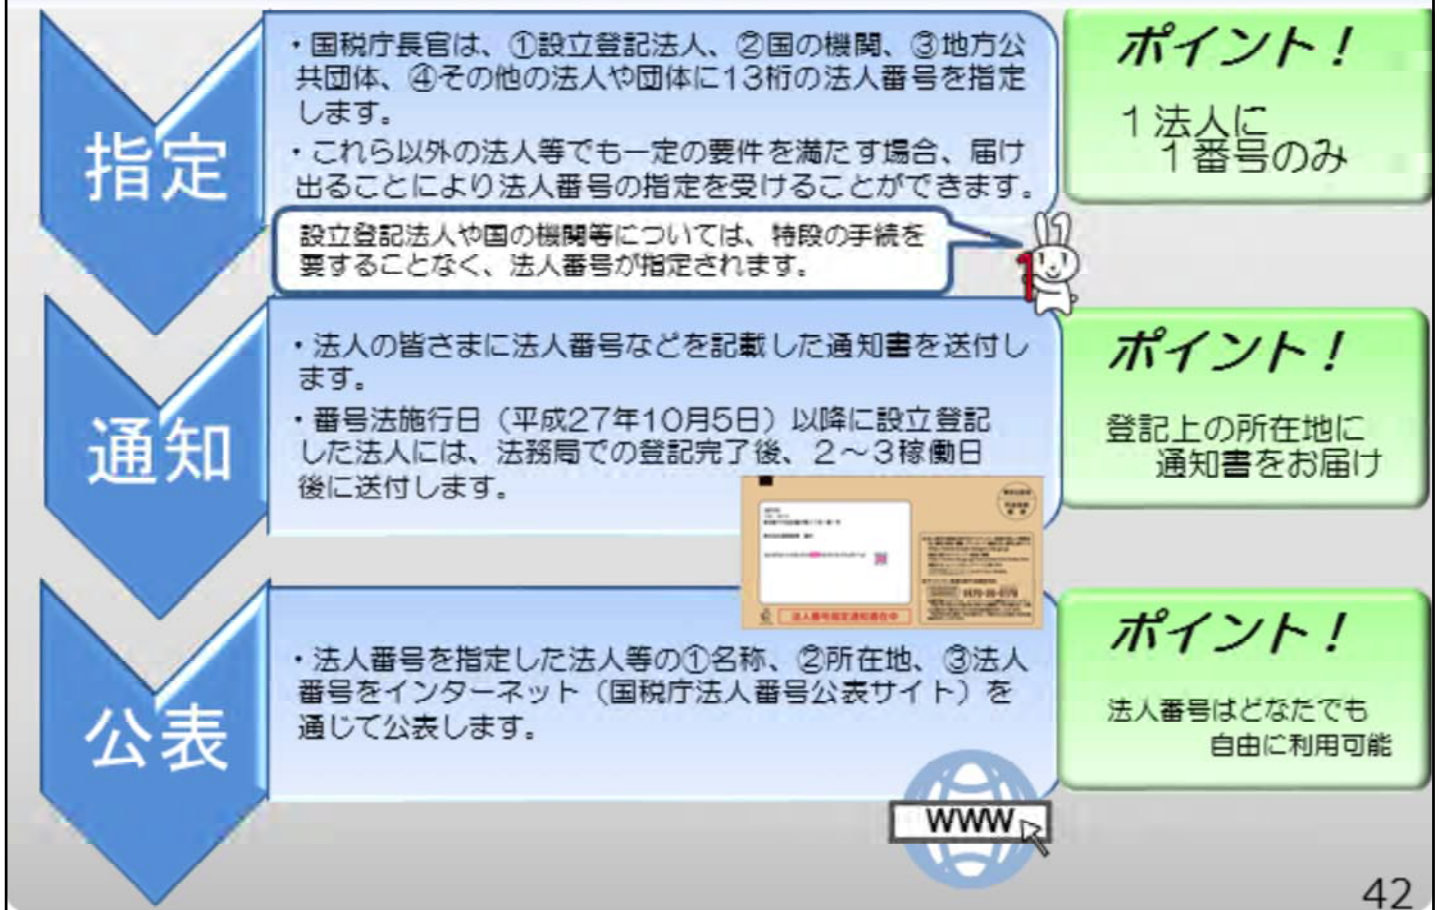 指定
・国税庁長官は、①設立登記法人、②国の機関、③地方公
共団体、④その他の法人や団体に13桁の法人番号を指定
します。
・これら以外の法人等でも一定の要件を満たす場合、届け
出ることにより法人番号の指定を受けることができます。
設立登記法人や国の機関等については、特段の手続を
要することなく、法人番号が指定されます。
ポイント！
１法人に
１番号のみ
通知
・法人の皆さまに法人番号などを記載した通知書を送付し
ます。
・番号法施行日（平成27年10月5日）以降に設立登記
した法人には、法務局での登記完了後、２～３稼働日
後に送付します。
法人番号指定通知書在中
ポイント！
登記上の所在地に
通知書をお届け
公表
・法人番号を指定した法人等の①名称、②所在地、③法人
番号をインターネット（国税庁法人番号公表サイト）を
通じて公表します。
WWW
ポイント！
法人番号はどなたでも
自由に利用可能
42